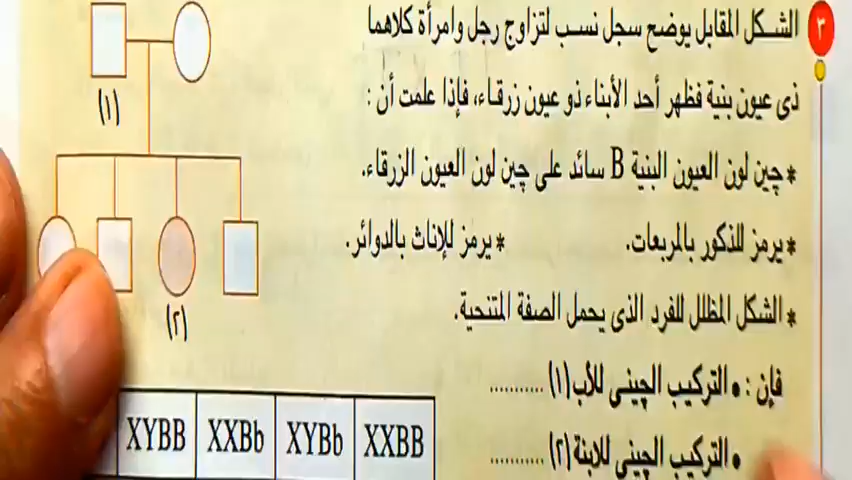 ٣
الشكل المقابل يوضح سجل نسب لتزاوج رجل وامرأة كلاهما
ذى عيون بنية فظهر أحد الأبناء ذو عيون زرقاء، فإذا علمت أن :
* چين لون العيون البنية B سائد على چين لون العيون الزرقاء.
* يرمز للذكور بالمربعات. * يرمز للإناث بالدوائر.
* الشكل المظلل للفرد الذى يحمل الصفة المتنحية.
فإن : • التركيب الچينى للأب (١) ..........
• التركيب الچينى للابنة (٢) ..........
(١)
(٢)
XYBB XXBb XYBb XXBB